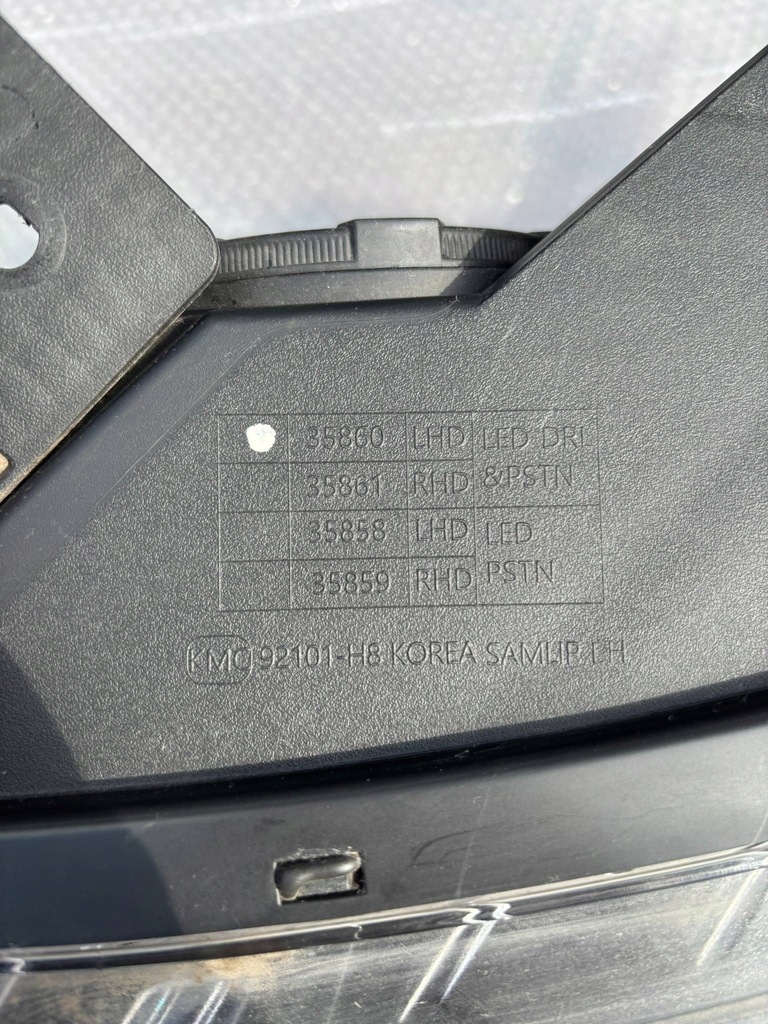 35860 LHD LED DRL
35861 RHD &PSTN
35858 LHD LED
35859 RHD PSTN
KMC 92101-H8 KOREA SAMLIP LH